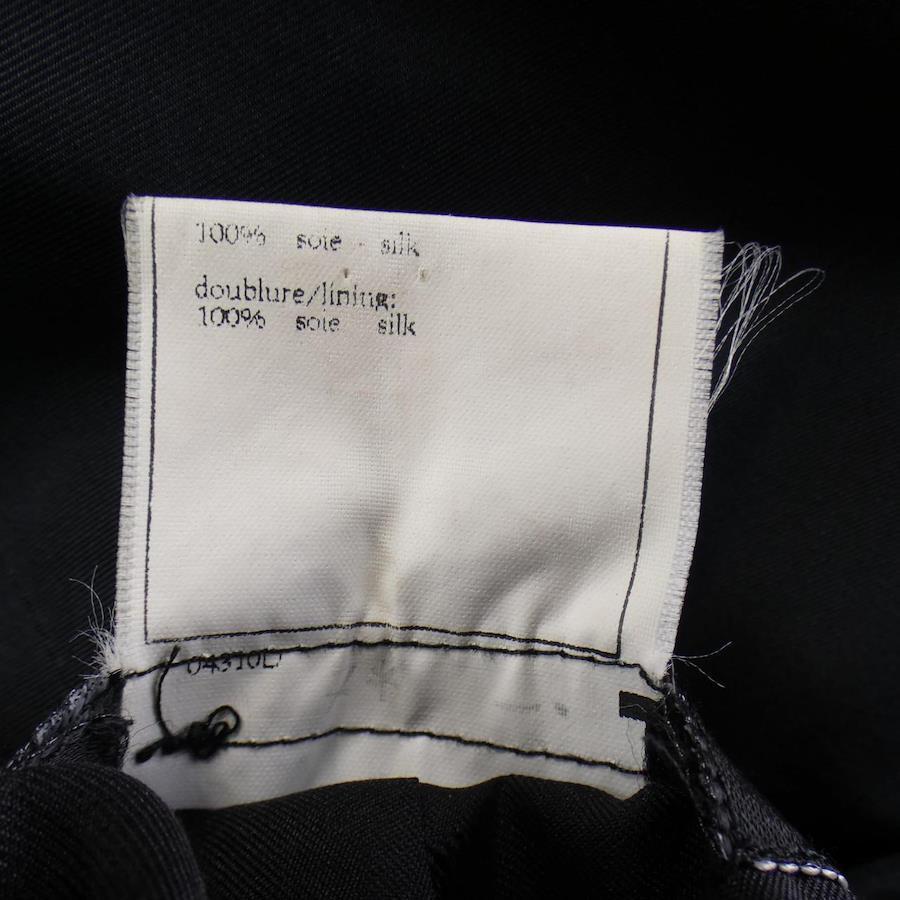 100% soie silk
doublure/lining:
100% soie silk
04310L